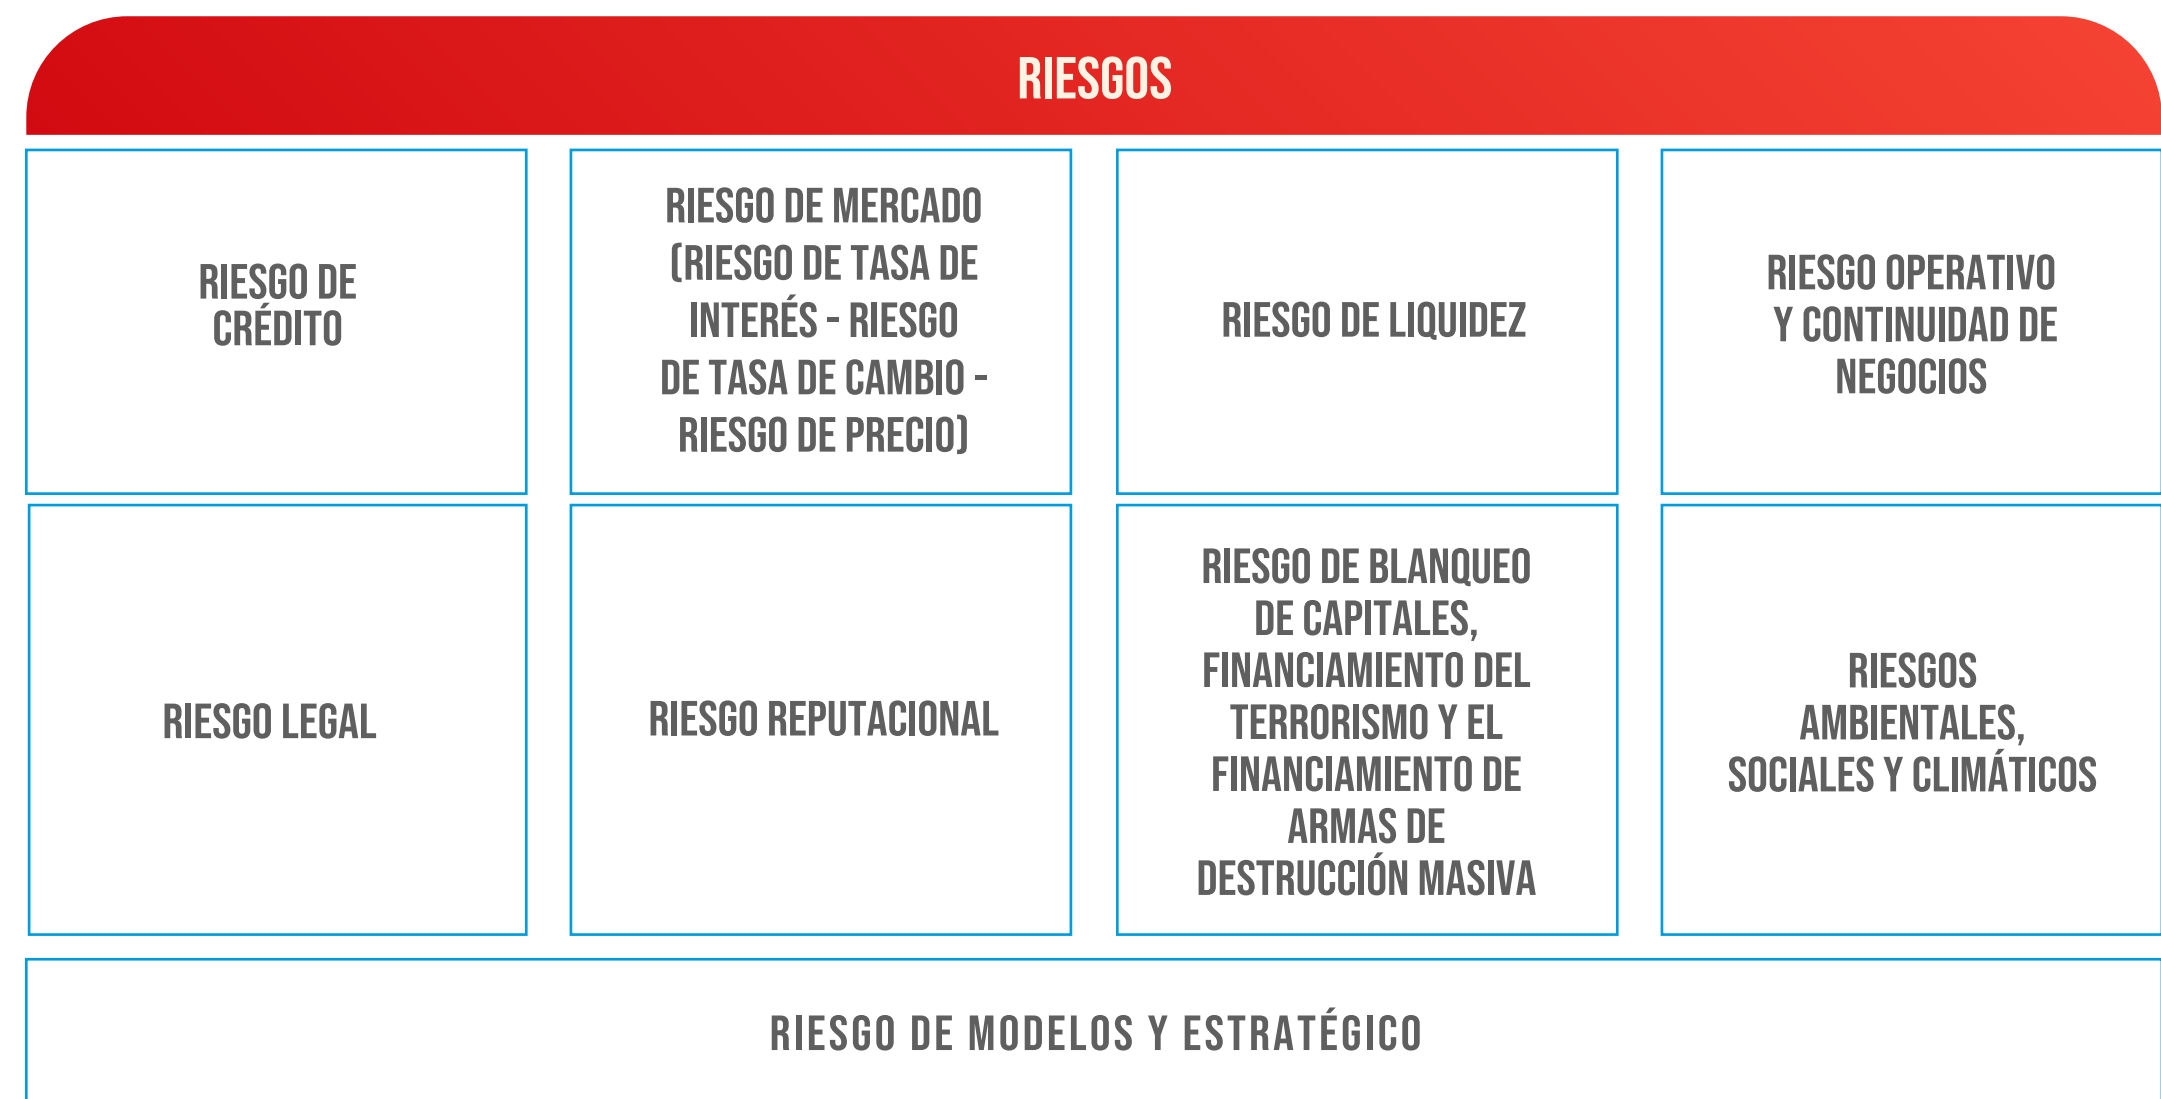 RIESGOS
RIESGO DE
CRÉDITO
RIESGO DE MERCADO
(RIESGO DE TASA DE
INTERÉS - RIESGO
DE TASA DE CAMBIO -
RIESGO DE PRECIO)
RIESGO DE LIQUIDEZ
RIESGO OPERATIVO
Y CONTINUIDAD DE
NEGOCIOS
RIESGO LEGAL
RIESGO REPUTACIONAL
RIESGO DE BLANQUEO
DE CAPITALES,
FINANCIAMIENTO DEL
TERRORISMO Y EL
FINANCIAMIENTO DE
ARMAS DE
DESTRUCCIÓN MASIVA
RIESGOS
AMBIENTALES,
SOCIALES Y CLIMÁTICOS
RIESGO DE MODELOS Y ESTRATÉGICO